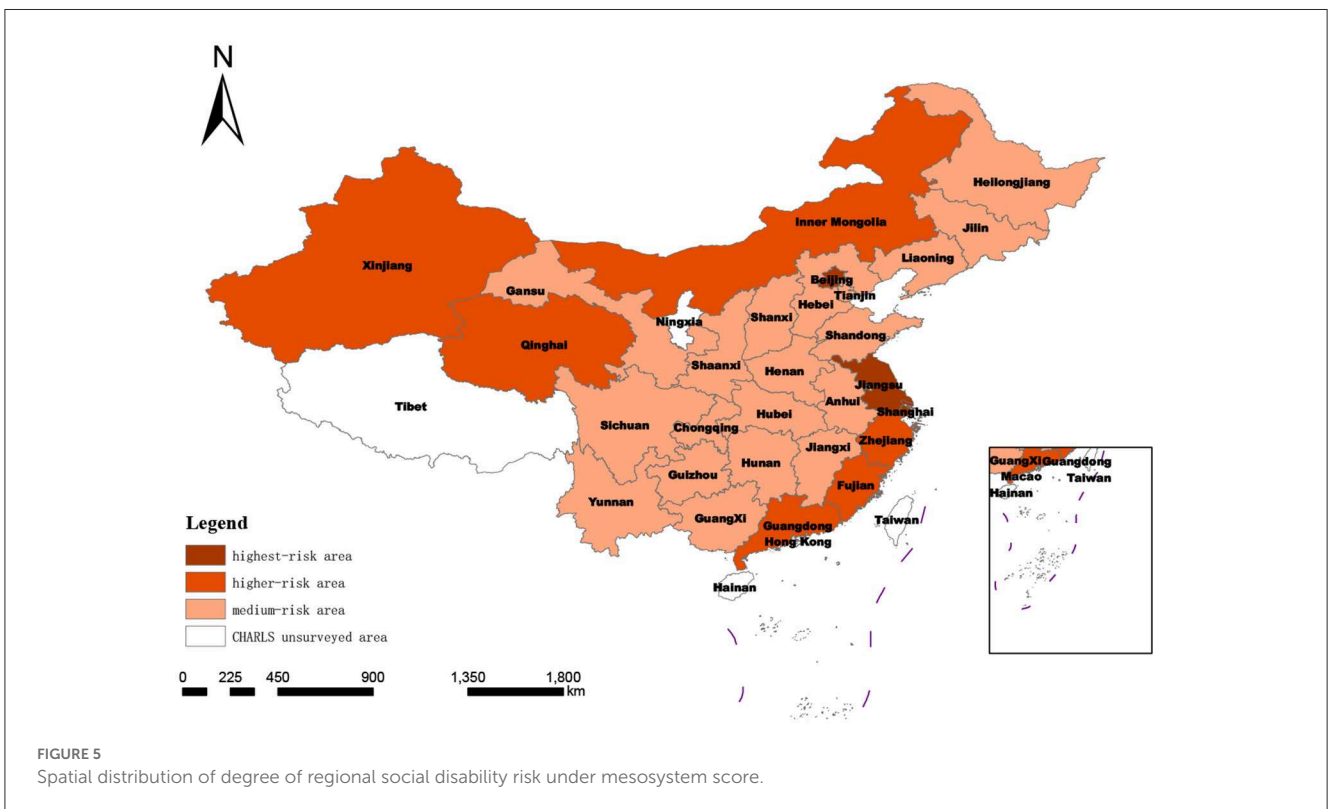 N
Heilongjiang
Inner Mongolia
Jilin
Xinjiang
Liaoning
Beijing
Gansu
Tianjin
Hebei
Ningxia
Shanxi
Shandong
Qinghai
Shaanxi
Henan
Jiangsu
Tibet
Anhui
Shanghai
Hubei
Sichuan
Chongqing
Zhejiang
Jiangxi
Hunan
Guizhou
Fujian
Yunnan
GuangXi
Guangdong
Taiwan
Hong Kong
Hainan
GuangXi Guangdong
Macao
Taiwan
Hainan
Legend
highest-risk area
higher-risk area
medium-risk area
CHARLS unsurveyed area
0 225 450 900 1,350 1,800
km
FIGURE 5
Spatial distribution of degree of regional social disability risk under mesosystem score.